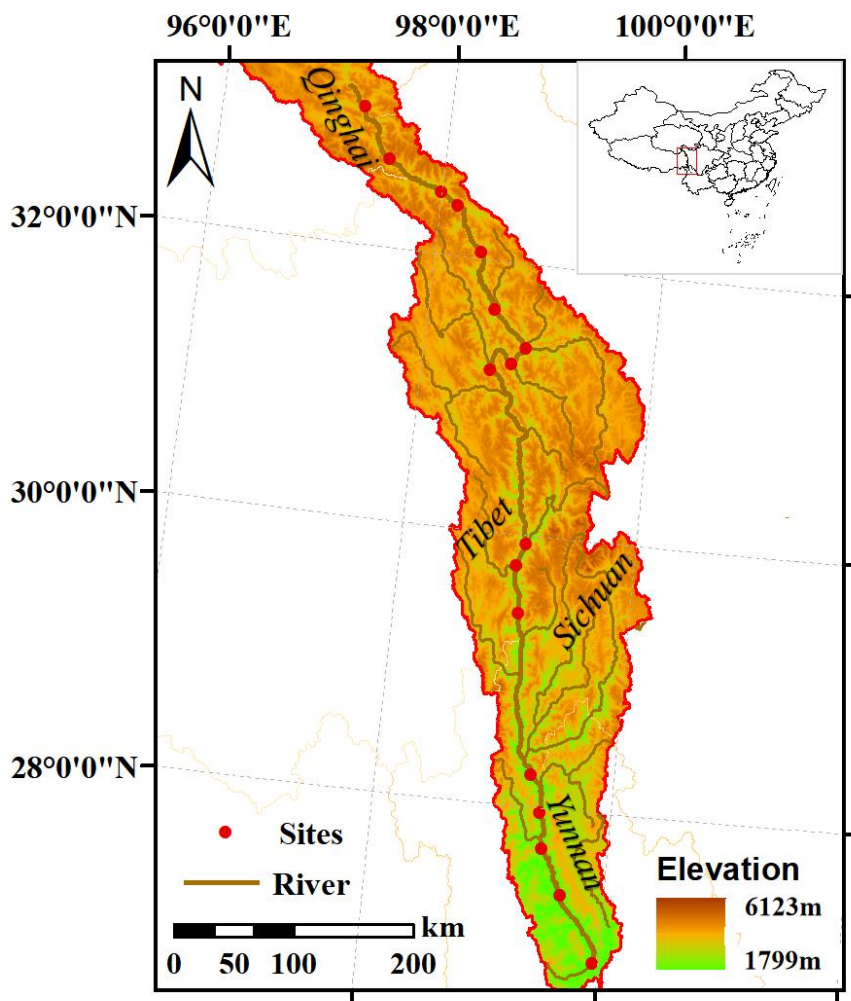 96°0'0"E 98°0'0"E 100°0'0"E
N
Qinghai
32°0'0"N
30°0'0"N
Tibet
Sichuan
28°0'0"N
Yunnan
Sites
River
km
0 50 100 200
Elevation
6123m
1799m